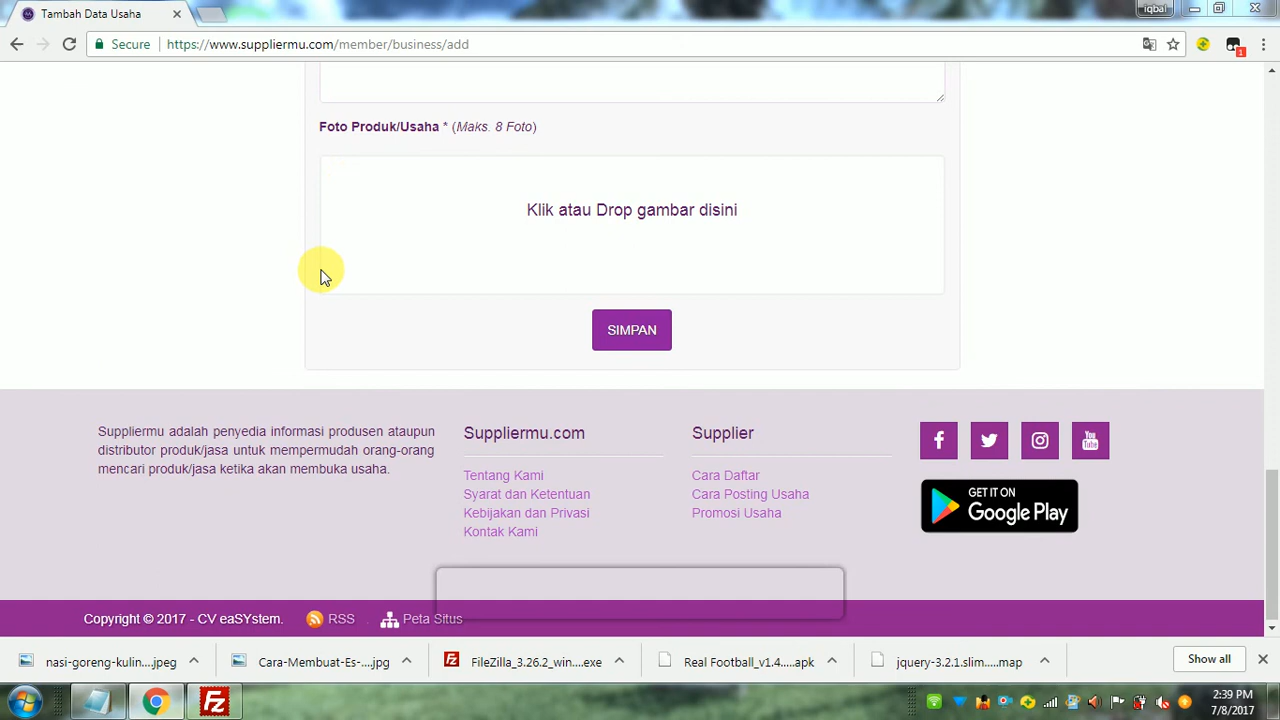 Tambah Data Usaha
iqbal
Secure
https://www.suppliermu.com/member/business/add
1
Foto Produk/Usaha * (Maks. 8 Foto)
Klik atau Drop gambar disini
SIMPAN
Suppliermu adalah penyedia informasi produsen ataupun
distributor produk/jasa untuk mempermudah orang-orang
mencari produk/jasa ketika akan membuka usaha.
Suppliermu.com
Tentang Kami
Syarat dan Ketentuan
Kebijakan dan Privasi
Kontak Kami
Supplier
Cara Daftar
Cara Posting Usaha
Promosi Usaha
You
Tube
GET IT ON
Google Play
Copyright © 2017 - CV eaSYstem.
RSS
Peta Situs
nasi-goreng-kulin....jpeg
Cara-Membuat-Es-....jpg
FileZilla_3.26.2_win....exe
Real Football_v1.4....apk
jquery-3.2.1.slim.....map
Show all
2:39 PM
7/8/2017